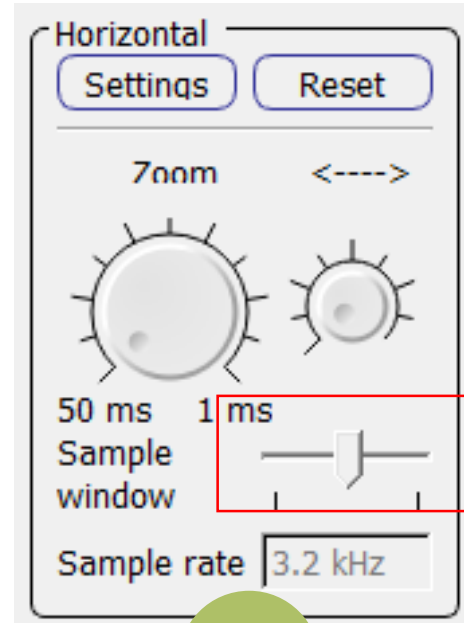 Horizontal
Settings Reset
Zoom <---->
50 ms 1 ms
Sample
window
Sample rate 3.2 kHz